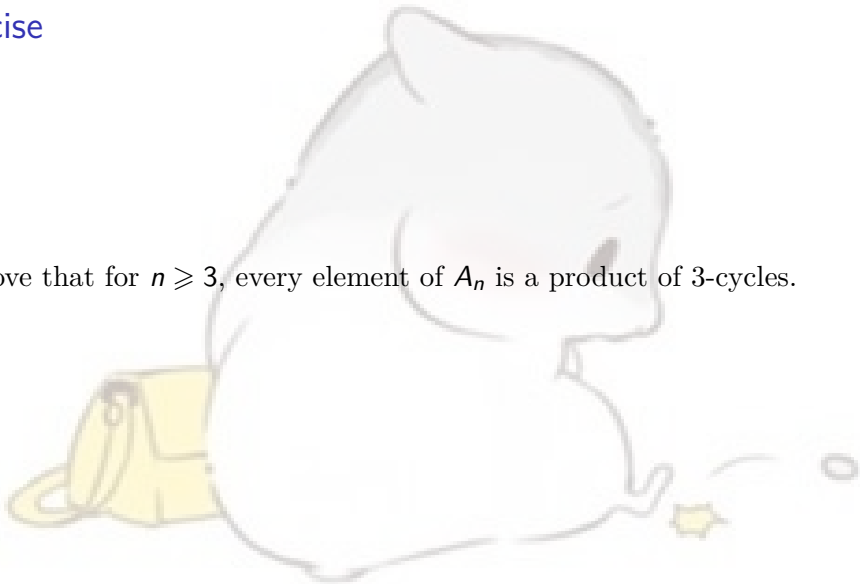 cise
ove that for n ⩾ 3, every element of Aₙ is a product of 3-cycles.